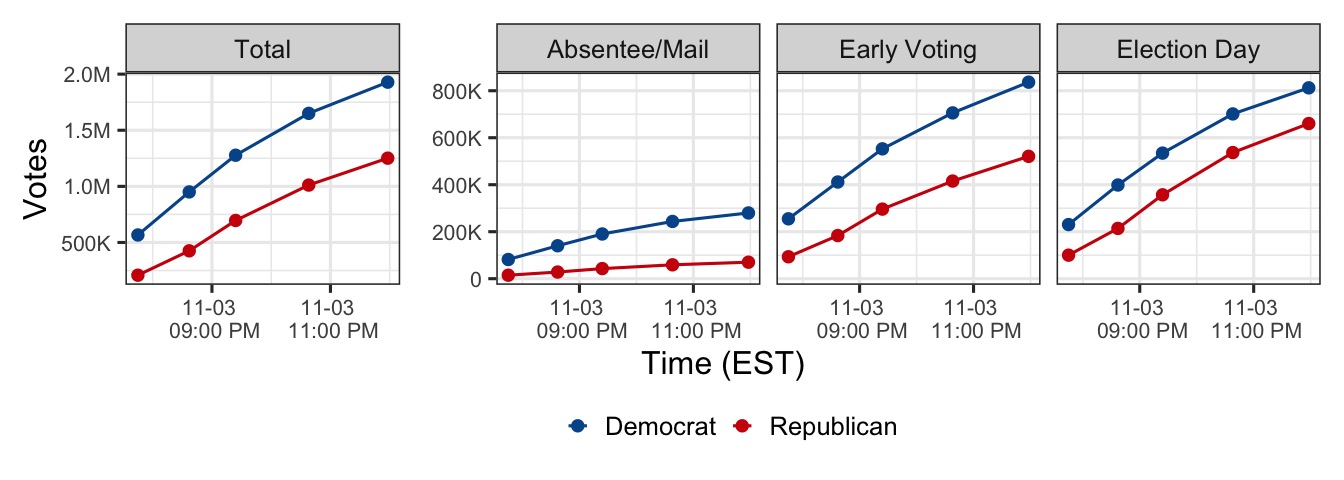 Total
Absentee/Mail
Early Voting
Election Day
Votes
2.0M
1.5M
1.0M
500K
800K
600K
400K
200K
0
11-03
09:00 PM
11-03
11:00 PM
11-03
09:00 PM
11-03
11:00 PM
11-03
09:00 PM
11-03
11:00 PM
11-03
09:00 PM
11-03
11:00 PM
Time (EST)
Democrat
Republican